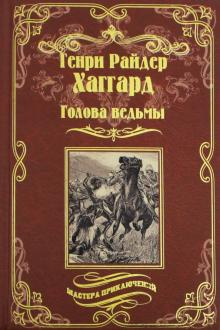 Генри Райдер
Хаггард
Голова ведьмы
МАСТЕРА ПРИКЛЮЧЕНИЙ